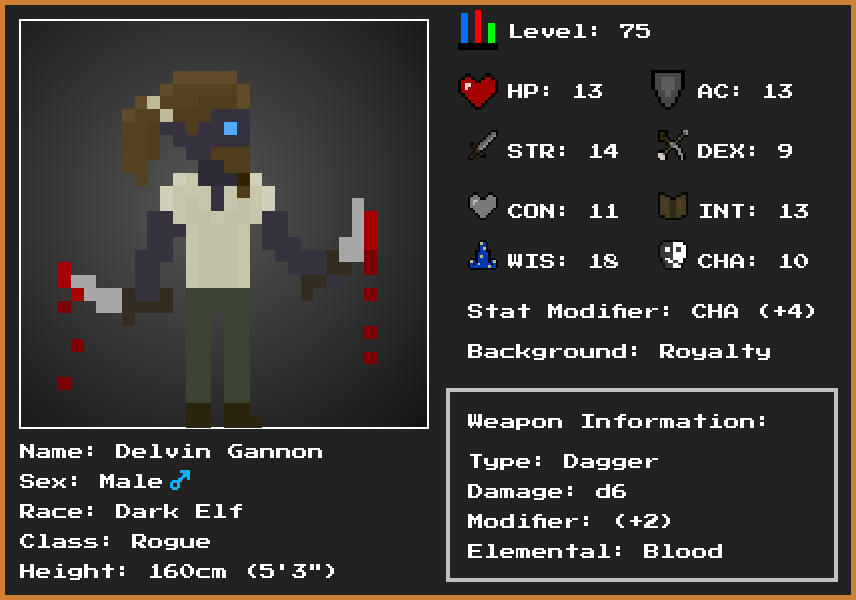 Level: 75
HP: 13
AC: 13
STR: 14
DEX: 9
CON: 11
INT: 13
WIS: 18
CHA: 10
Stat Modifier: CHA (+4)
Background: Royalty
Weapon Information:
Type: Dagger
Damage: d6
Modifier: (+2)
Elemental: Blood
Name: Delvin Gannon
Sex: Male♂
Race: Dark Elf
Class: Rogue
Height: 160cm (5'3")